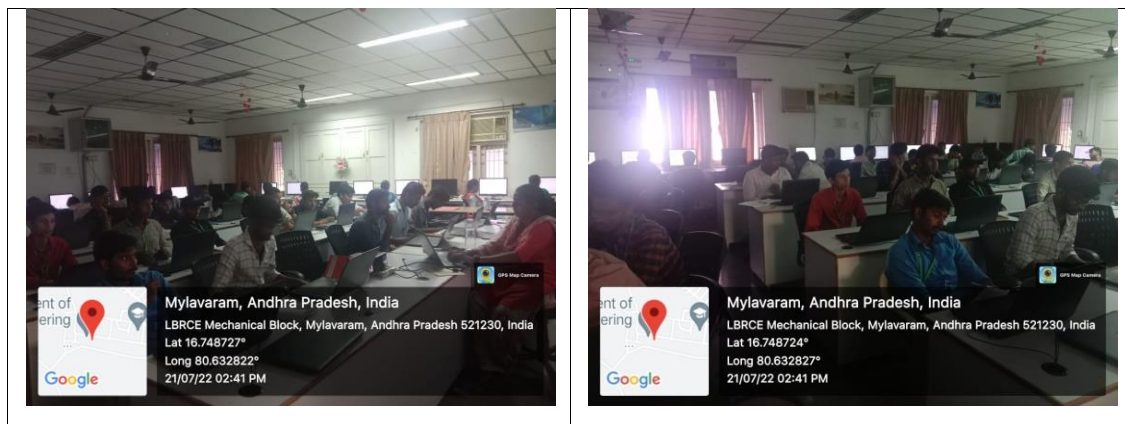 GPS Map Camera
ent of
ering
Google
Mylavaram, Andhra Pradesh, India
LBRCE Mechanical Block, Mylavaram, Andhra Pradesh 521230, India
Lat 16.748727°
Long 80.632822°
21/07/22 02:41 PM
GPS Map Camera
ent of
ering
Google
Mylavaram, Andhra Pradesh, India
LBRCE Mechanical Block, Mylavaram, Andhra Pradesh 521230, India
Lat 16.748724°
Long 80.632827°
21/07/22 02:41 PM